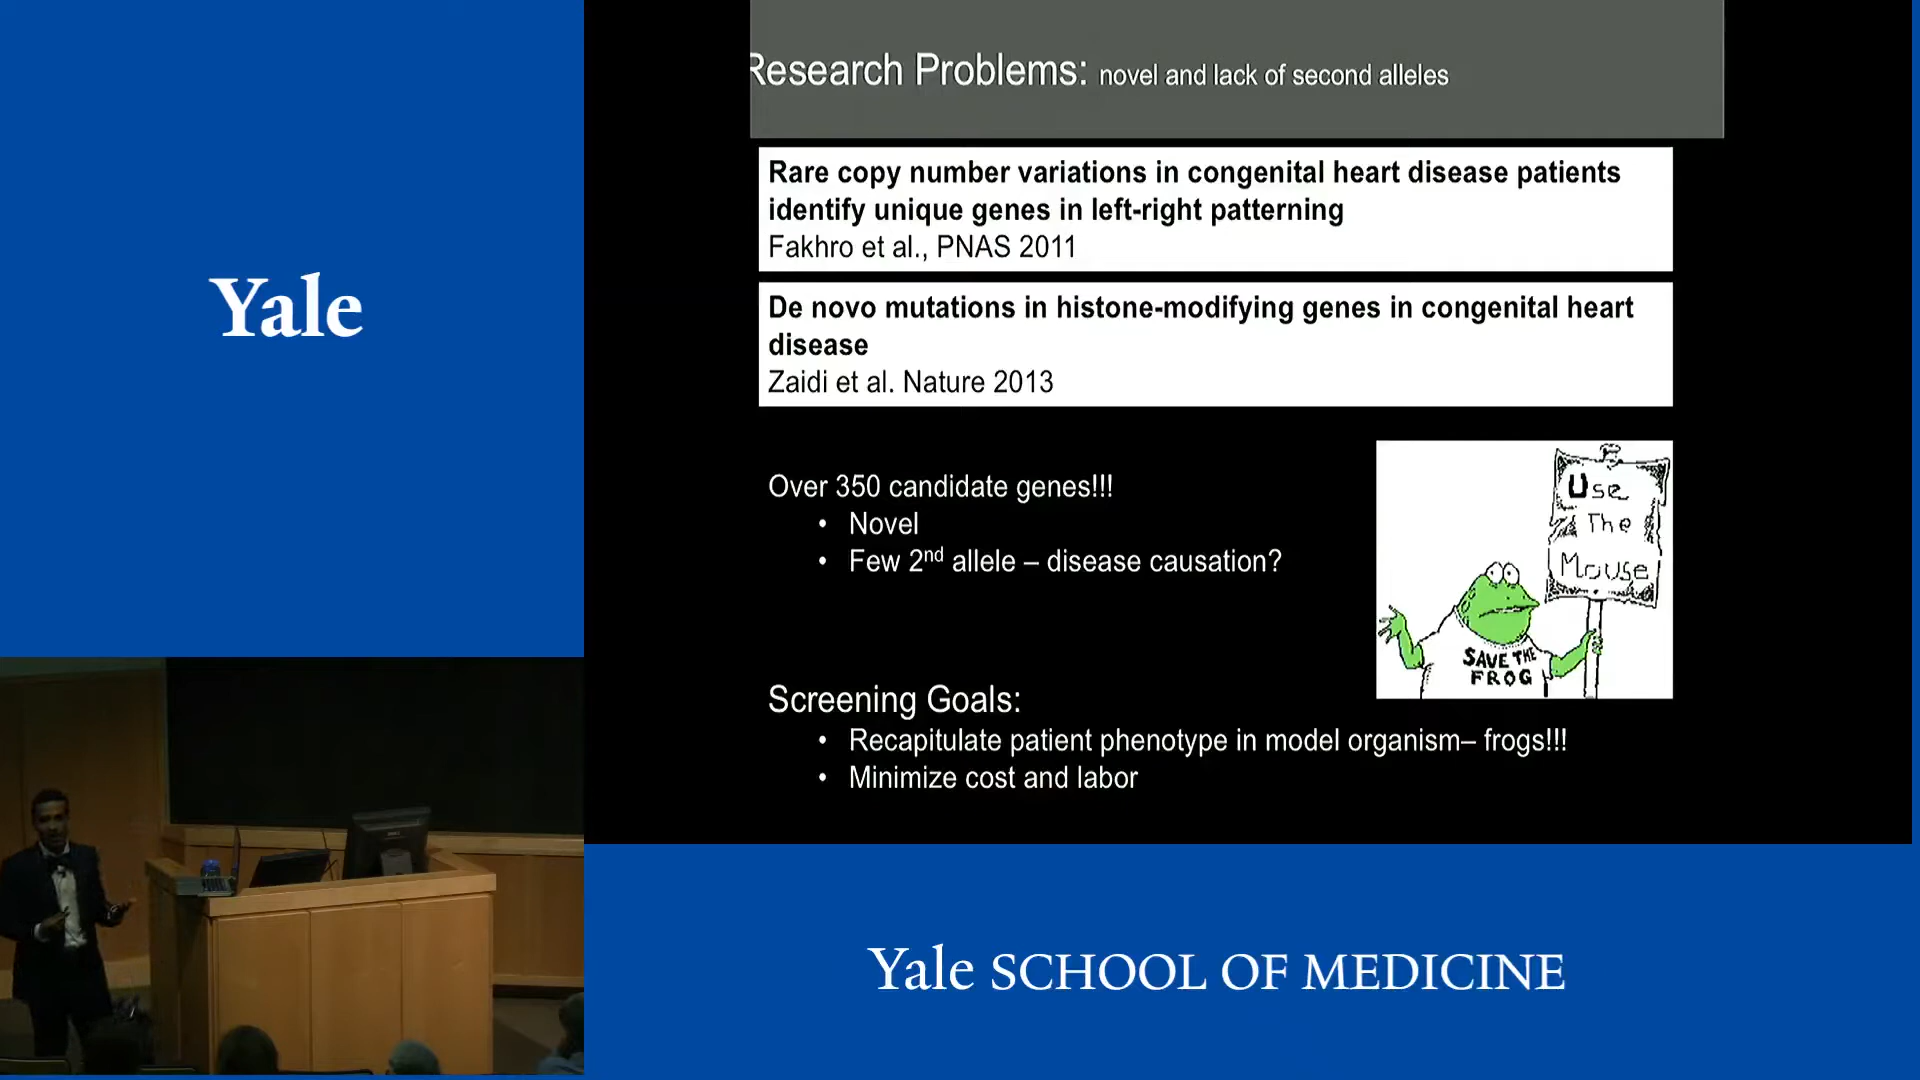 Yale
Research Problems: novel and lack of second alleles
Rare copy number variations in congenital heart disease patients
identify unique genes in left-right patterning
Fakhro et al., PNAS 2011
De novo mutations in histone-modifying genes in congenital heart
disease
Zaidi et al. Nature 2013
Over 350 candidate genes!!!
• Novel
• Few 2nd allele – disease causation?
Use
The
Mouse
SAVE THE
FROG
Screening Goals:
• Recapitulate patient phenotype in model organism– frogs!!!
• Minimize cost and labor
Yale SCHOOL OF MEDICINE